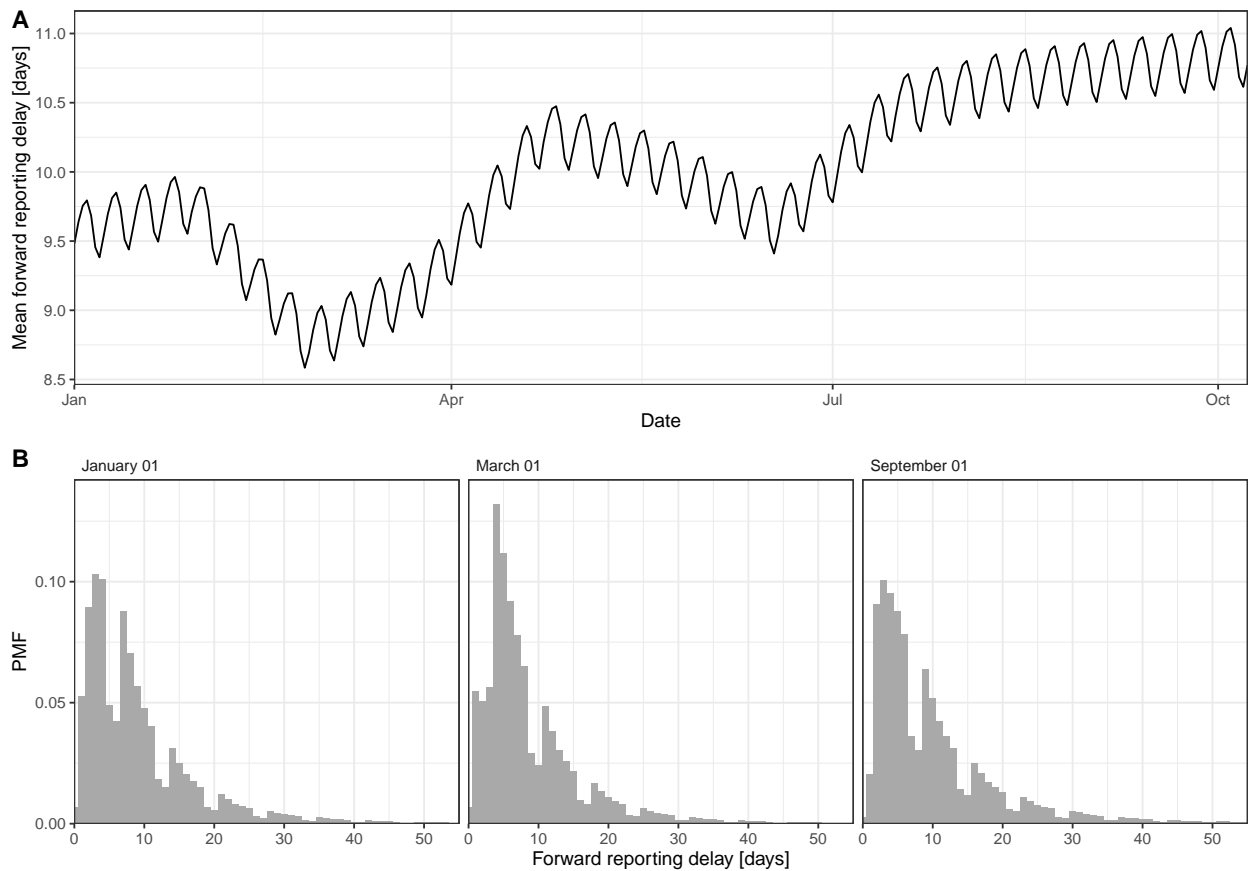 A
Mean forward reporting delay [days]
11.0
10.5
10.0
9.5
9.0
8.5
Jan
Apr
Jul
Oct
Date
B
January 01
March 01
September 01
PMF
0.10
0.05
0.00
0
10
20
30
40
50
0
10
20
30
40
50
0
10
20
30
40
50
Forward reporting delay [days]